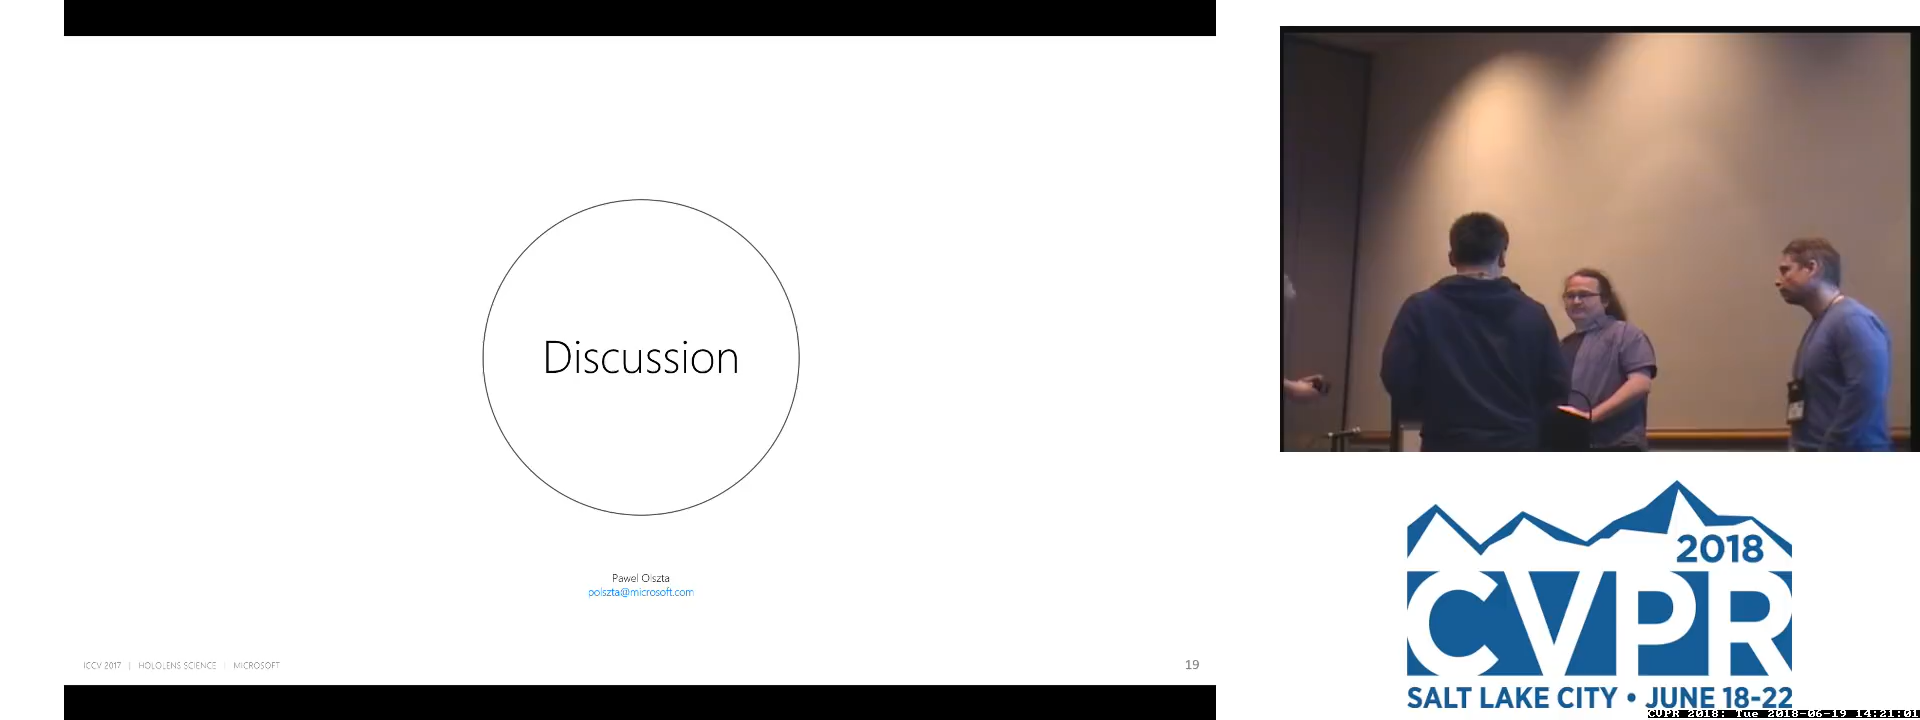 Discussion
Pawel Olszta
polszta@microsoft.com
ICCV 2017 | HOLOLENS SCIENCE | MICROSOFT
19
2018
CVPR
SALT LAKE CITY • JUNE 18-22
CVPR 2018: Tue 2018-06-19 14:21:01